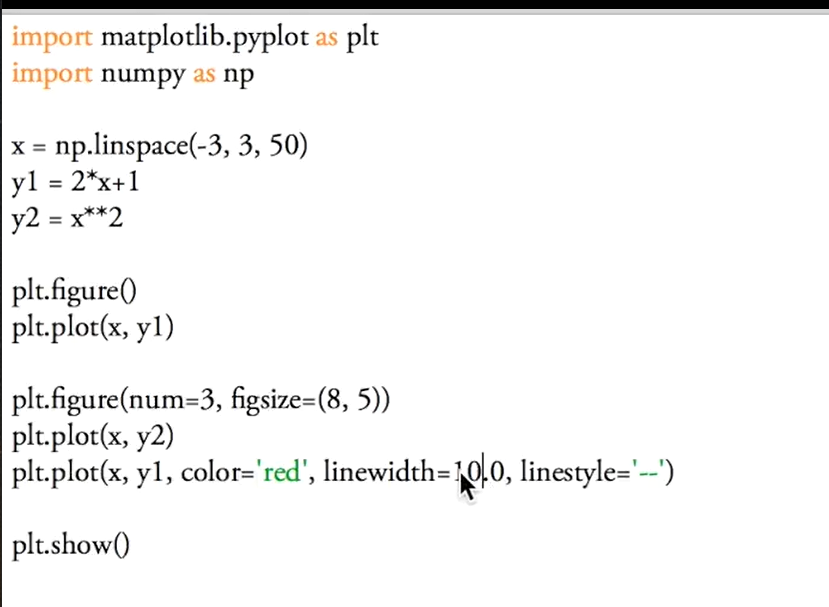 import matplotlib.pyplot as plt
import numpy as np
x = np.linspace(-3, 3, 50)
y1 = 2*x+1
y2 = x**2
plt.figure()
plt.plot(x, y1)
plt.figure(num=3, figsize=(8, 5))
plt.plot(x, y2)
plt.plot(x, y1, color='red', linewidth=10.0, linestyle='--')
plt.show()